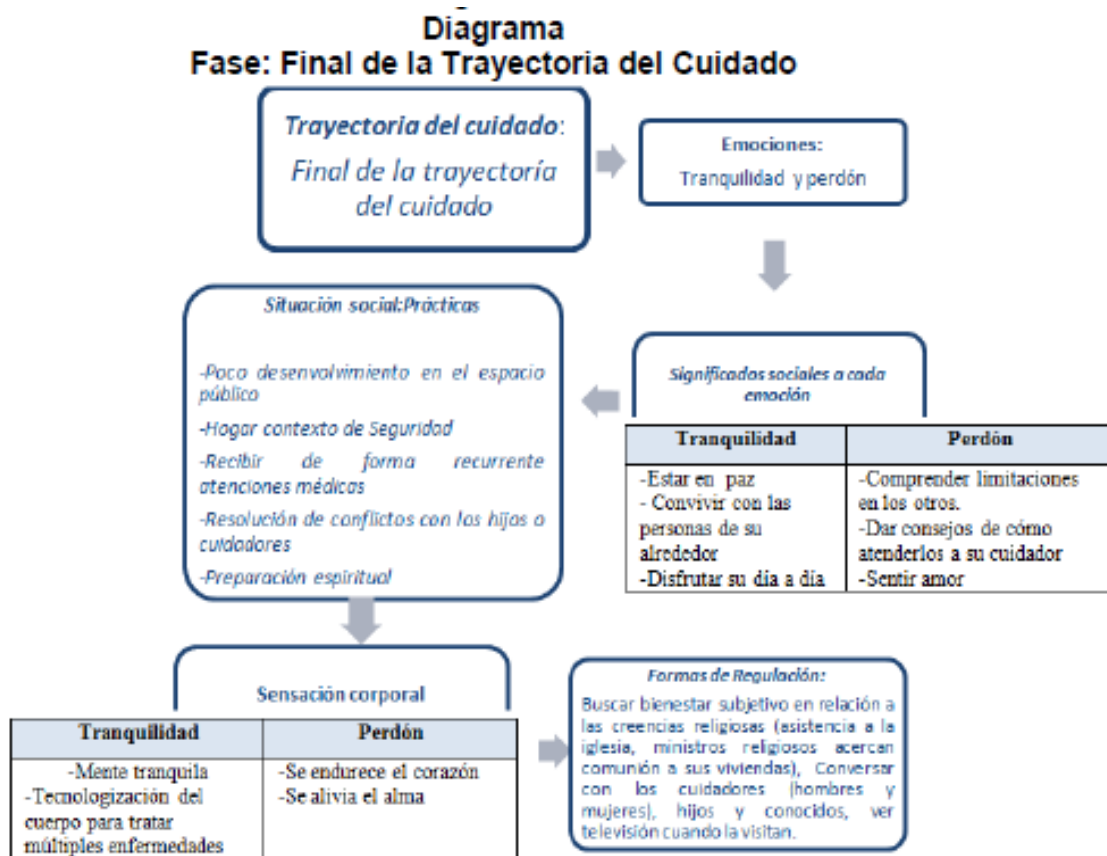 Diagrama
Fase: Final de la Trayectoria del Cuidado
Trayectoria del cuidado:
Final de la trayectoría
del cuidado
Emociones:
Tranquilidad y perdón
Situación social:Prácticas
-Poco desenvolvimiento en el espacio
público
-Hogar contexto de Seguridad
-Recibir de forma recurrente
atenciones médicas
-Resolución de conflictos con los hijos o
cuidadores
-Preparación espiritual
Significados sociales a cada
emoción
Tranquilidad
Perdón
-Estar en paz
- Convivir con las
personas de su
alrededor
-Disfrutar su día a día
-Comprender limitaciones
en los otros.
-Dar consejos de cómo
atenderlos a su cuidador
-Sentir amor
Sensación corporal
Tranquilidad
Perdón
-Mente tranquila
-Tecnologización del
cuerpo para tratar
múltiples enfermedades
-Se endurece el corazón
-Se alivia el alma
Formas de Regulación:
Buscar bienestar subjetivo en relación a
las creencias religiosas (asistencia a la
iglesia, ministros religiosos acercan
comunión a sus viviendas), Conversar
con los cuidadores (hombres y
mujeres), hijos y conocidos, ver
televisión cuando la visitan.